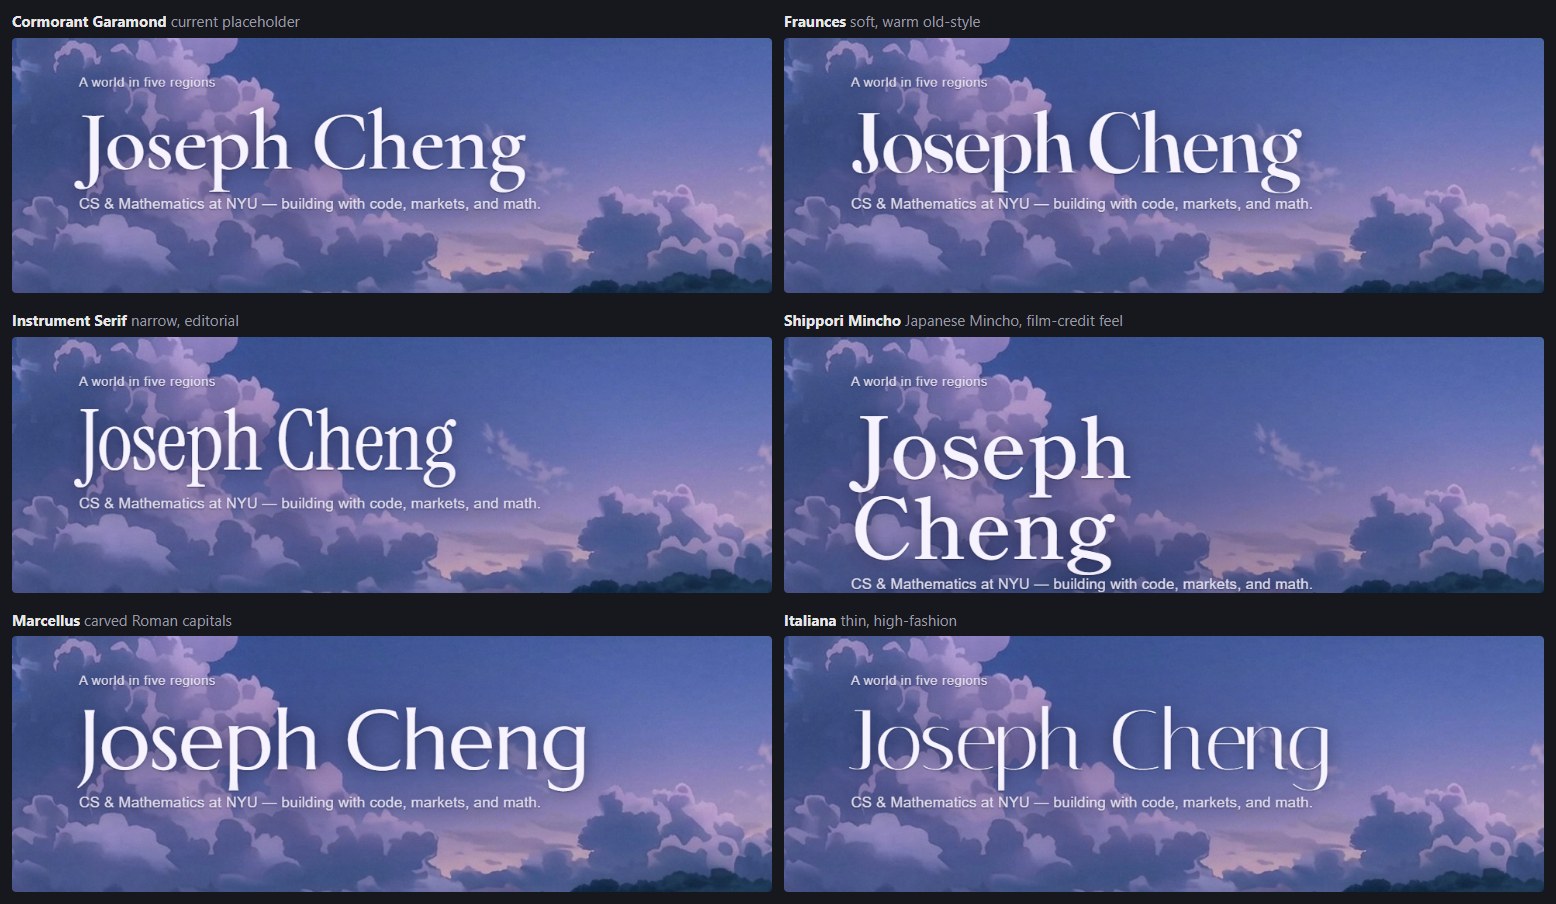 Cormorant Garamond current placeholder
A world in five regions
Joseph Cheng
CS & Mathematics at NYU — building with code, markets, and math.
Fraunces soft, warm old-style
A world in five regions
Joseph Cheng
CS & Mathematics at NYU — building with code, markets, and math.
Instrument Serif narrow, editorial
A world in five regions
Joseph Cheng
CS & Mathematics at NYU — building with code, markets, and math.
Shippori Mincho Japanese Mincho, film-credit feel
A world in five regions
Joseph
Cheng
CS & Mathematics at NYU — building with code, markets, and math.
Marcellus carved Roman capitals
A world in five regions
Joseph Cheng
CS & Mathematics at NYU — building with code, markets, and math.
Italiana thin, high-fashion
A world in five regions
Joseph Cheng
CS & Mathematics at NYU — building with code, markets, and math.